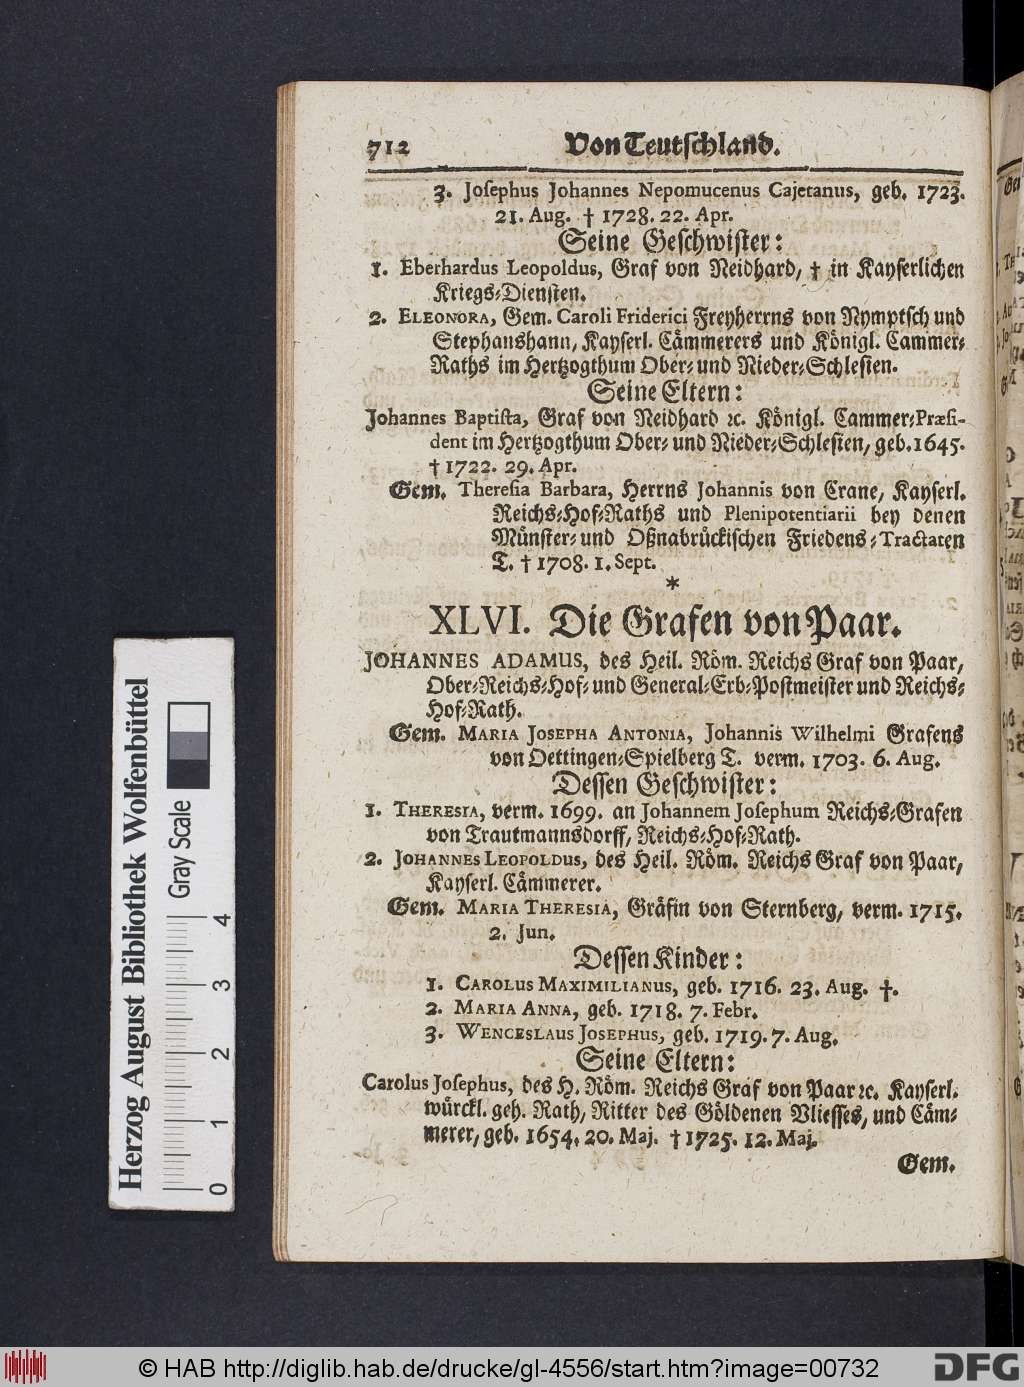 712 Von Teutschland.
3. Josephus Johannes Nepomucenus Cajetanus, geb. 1723.
21. Aug. † 1728. 22. Apr.
Seine Geschwister:
1. Eberhardus Leopoldus, Graf von Neidhard, † in Kayserlichen
Kriegs-Diensten.
2. ELEONORA, Gem. Caroli Friderici Freyherrns von Nymptsch und
Stephanshann, Kayserl. Cämmerers und Königl. Cammer-
Raths im Hertzogthum Ober- und Nieder-Schlesien.
Seine Eltern:
Johannes Baptista, Graf von Neidhard ꝛc. Königl. Cammer-Præsi-
dent im Hertzogthum Ober- und Nieder-Schlesien, geb. 1645.
† 1722. 29. Apr.
Gem. Theresia Barbara, Herrns Johannis von Crane, Kayserl.
Reichs-Hof-Raths und Plenipotentiarii bey denen
Münster- und Oßnabrückischen Friedens-Tractaten
T. † 1708. 1. Sept.
*
XLVI. Die Grafen von Paar.
JOHANNES ADAMUS, des Heil. Röm. Reichs Graf von Paar,
Ober-Reichs-Hof- und General-Erb-Postmeister und Reichs-
Hof-Rath.
Gem. MARIA JOSEPHA ANTONIA, Johannis Wilhelmi Grafens
von Oettingen-Spielberg T. verm. 1703. 6. Aug.
Dessen Geschwister:
1. THERESIA, verm. 1699. an Johannem Josephum Reichs-Grafen
von Trautmannsdorff, Reichs-Hof-Rath.
2. JOHANNES LEOPOLDUS, des Heil. Röm. Reichs Graf von Paar,
Kayserl. Cämmerer.
Gem. MARIA THERESIA, Gräfin von Sternberg, verm. 1715.
2. Jun.
Dessen Kinder:
1. CAROLUS MAXIMILIANUS, geb. 1716. 23. Aug. †.
2. MARIA ANNA, geb. 1718. 7. Febr.
3. WENCESLAUS JOSEPHUS, geb. 1719. 7. Aug.
Seine Eltern:
Carolus Josephus, des H. Röm. Reichs Graf von Paar ꝛc. Kayserl.
würckl. geh. Rath, Ritter des Göldenen Vliesses, und Cäm-
merer, geb. 1654. 20. Maj. † 1725. 12. Maj.
Gem.
Herzog August Bibliothek Wolfenbüttel
Gray Scale
0 1 2 3 4
© HAB http://diglib.hab.de/drucke/gl-4556/start.htm?image=00732
DFG